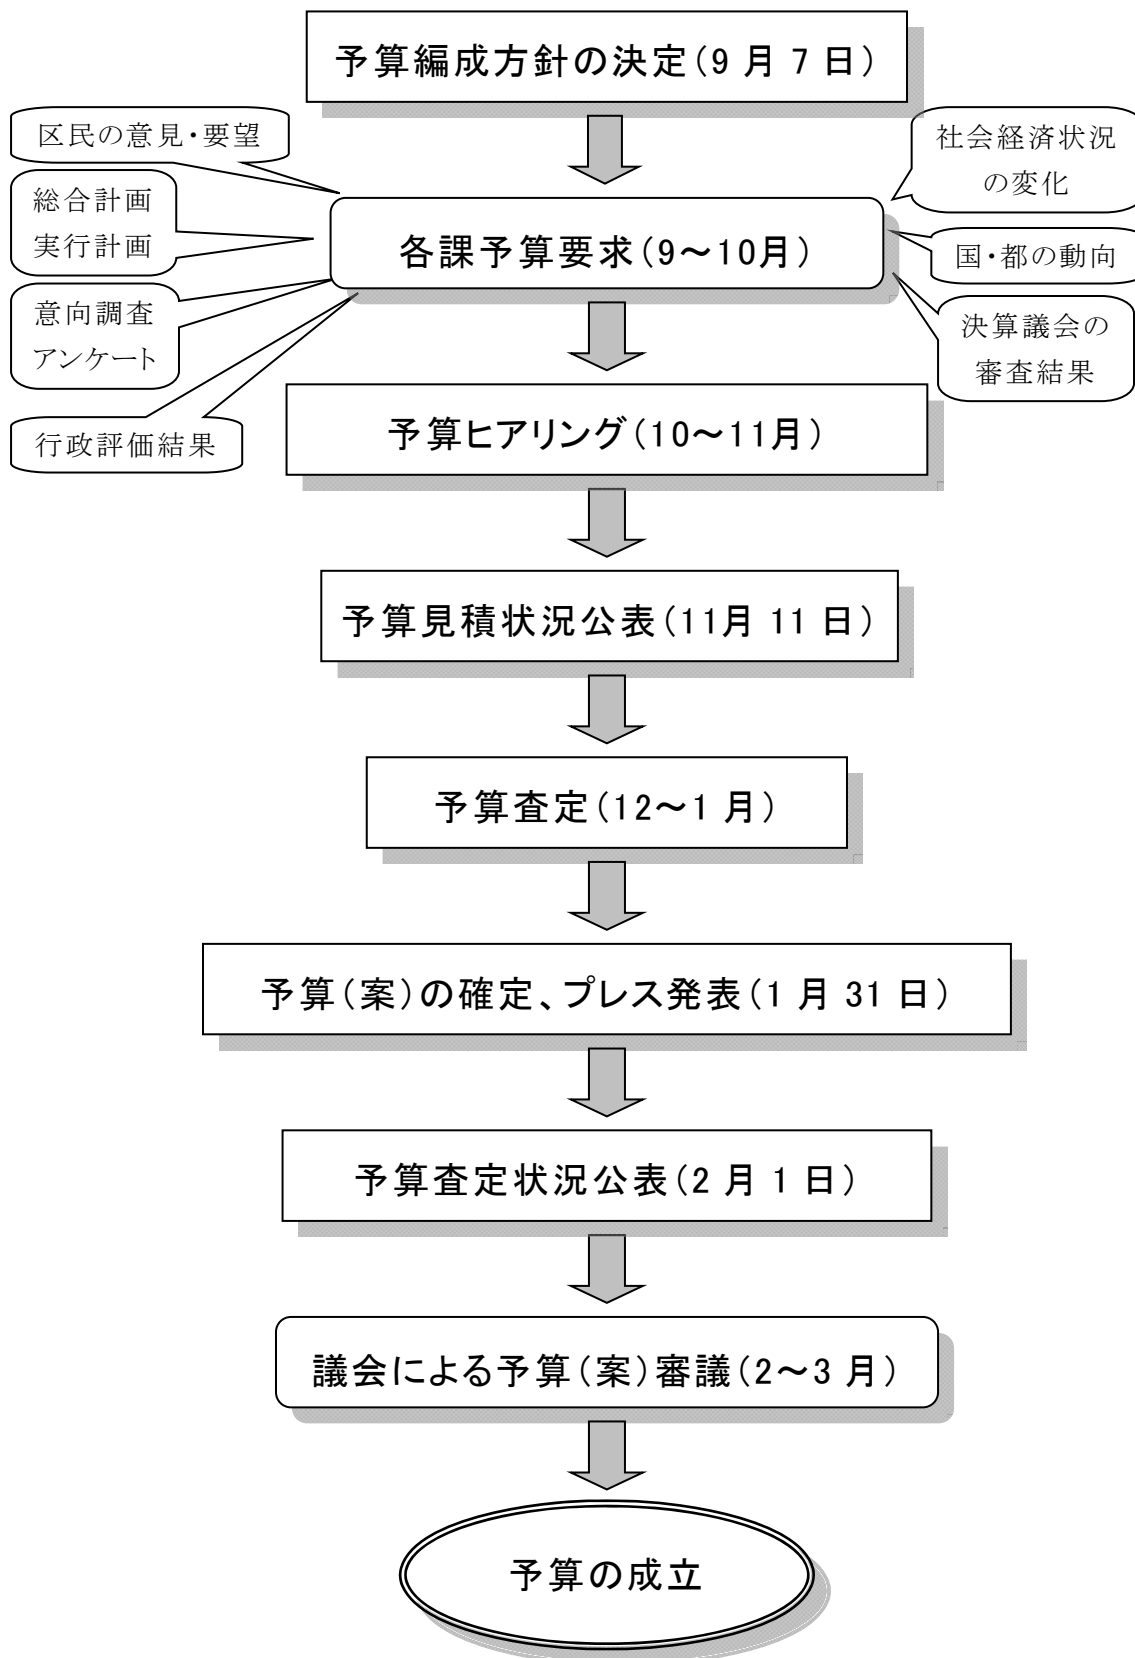 予算編成方針の決定(9月7日)
区民の意見・要望
総合計画
実行計画
意向調査
アンケート
行政評価結果
社会経済状況
の変化
国・都の動向
決算議会の
審査結果
各課予算要求(9～10月)
予算ヒアリング(10～11月)
予算見積状況公表(11月11日)
予算査定(12～1月)
予算(案)の確定、プレス発表(1月31日)
予算査定状況公表(2月1日)
議会による予算(案)審議(2～3月)
予算の成立